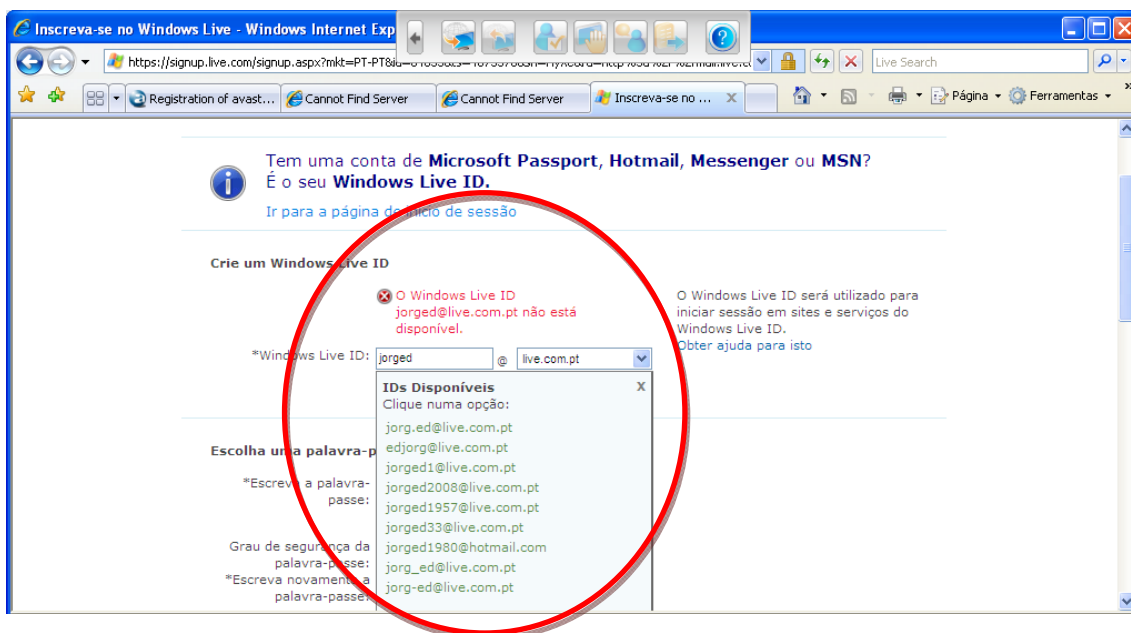 Inscreva-se no Windows Live - Windows Internet Exp
https://signup.live.com/signup.aspx?mkt=PT-
Live Search
Registration of avast...
Cannot Find Server
Cannot Find Server
Inscreva-se no ...
X
Página
Ferramentas
»
Tem uma conta de Microsoft Passport, Hotmail, Messenger ou MSN?
É o seu Windows Live ID.
Ir para a página de início de sessão
Crie um Windows Live ID
O Windows Live ID
jorged@live.com.pt não está
disponível.
O Windows Live ID será utilizado para
iniciar sessão em sites e serviços do
Windows Live ID.
Obter ajuda para isto
*Windows Live ID: jorged @ live.com.pt
IDs Disponíveis X
Clique numa opção:
jorg.ed@live.com.pt
edjorg@live.com.pt
jorged1@live.com.pt
jorged2008@live.com.pt
jorged1957@live.com.pt
jorged33@live.com.pt
jorged1980@hotmail.com
jorg_ed@live.com.pt
jorg-ed@live.com.pt
Escolha uma palavra-p
*Escreva a palavra-
passe:
Grau de segurança da
palavra-passe:
*Escreva novamente a
palavra-passe: